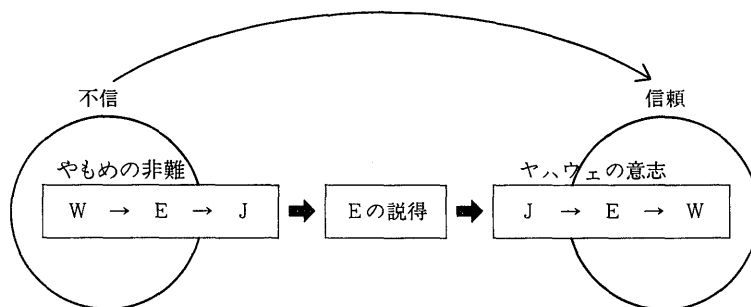 不信
信頼
やもめの非難
ヤハウェの意志
W → E → J
Eの説得
J → E → W